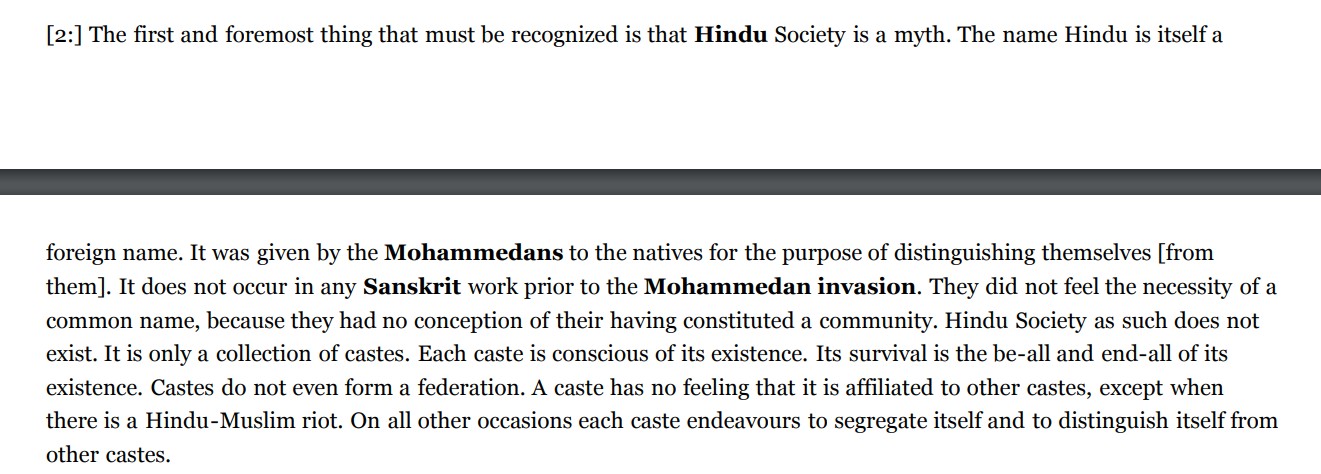 [2:] The first and foremost thing that must be recognized is that Hindu Society is a myth. The name Hindu is itself a
foreign name. It was given by the Mohammedans to the natives for the purpose of distinguishing themselves [from
them]. It does not occur in any Sanskrit work prior to the Mohammedan invasion. They did not feel the necessity of a
common name, because they had no conception of their having constituted a community. Hindu Society as such does not
exist. It is only a collection of castes. Each caste is conscious of its existence. Its survival is the be-all and end-all of its
existence. Castes do not even form a federation. A caste has no feeling that it is affiliated to other castes, except when
there is a Hindu-Muslim riot. On all other occasions each caste endeavours to segregate itself and to distinguish itself from
other castes.